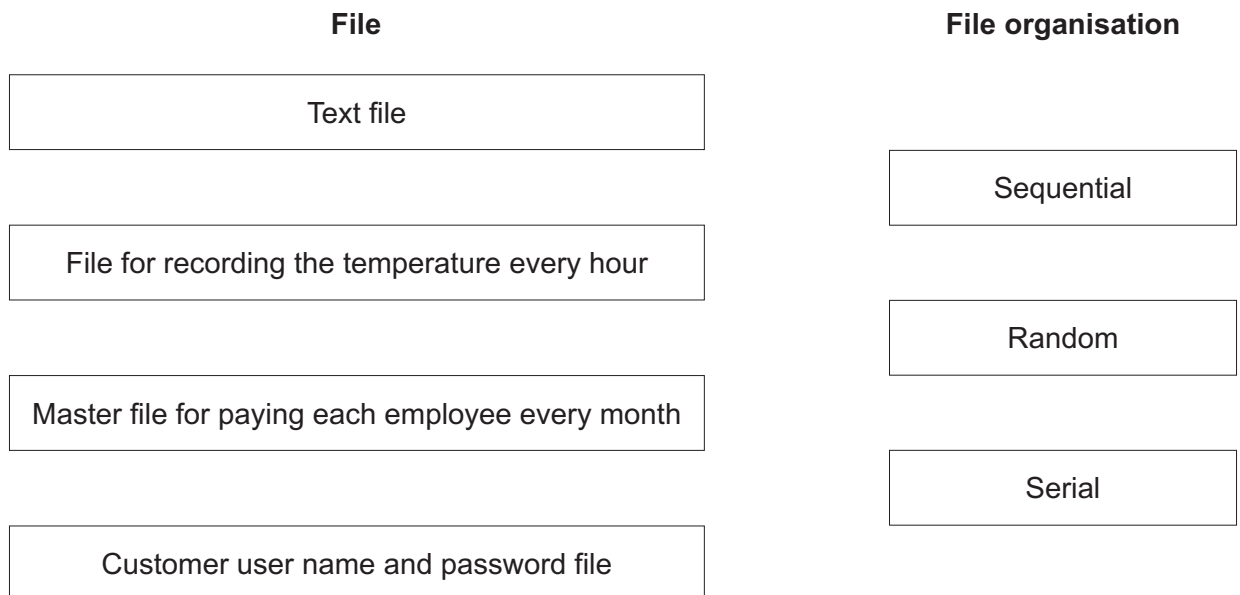 File
File organisation
Text file
Sequential
File for recording the temperature every hour
Random
Master file for paying each employee every month
Serial
Customer user name and password file